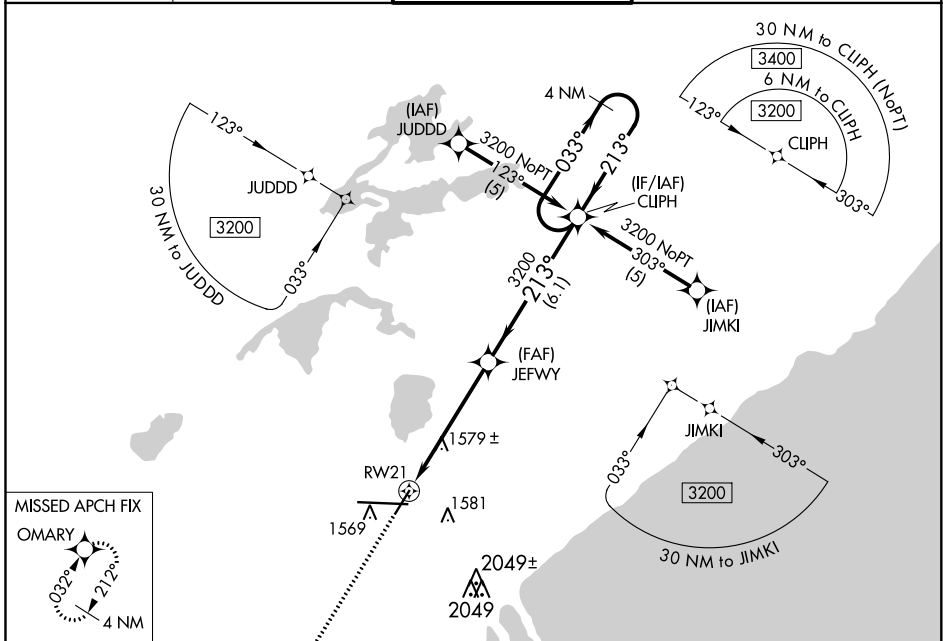 30 NM to CLIPH (NoPT)
3400
6 NM to CLIPH
3200
123°
CLIPH
303°
4 NM
(IAF)
JUDDD
3200 NoPT
123°
(5)
033°
213°
(IF/IAF)
CLIPH
3200 NoPT
303°
(5)
(IAF)
JIMKI
123°
JUDDD
3200
033°
30 NM to JUDDD
3200
213°
(6.1)
(FAF)
JEFWY
1579 ±
RW21
1569
1581
2049±
2049
JIMKI
033°
303°
3200
30 NM to JIMKI
MISSED APCH FIX
OMARY
032°
212°
4 NM